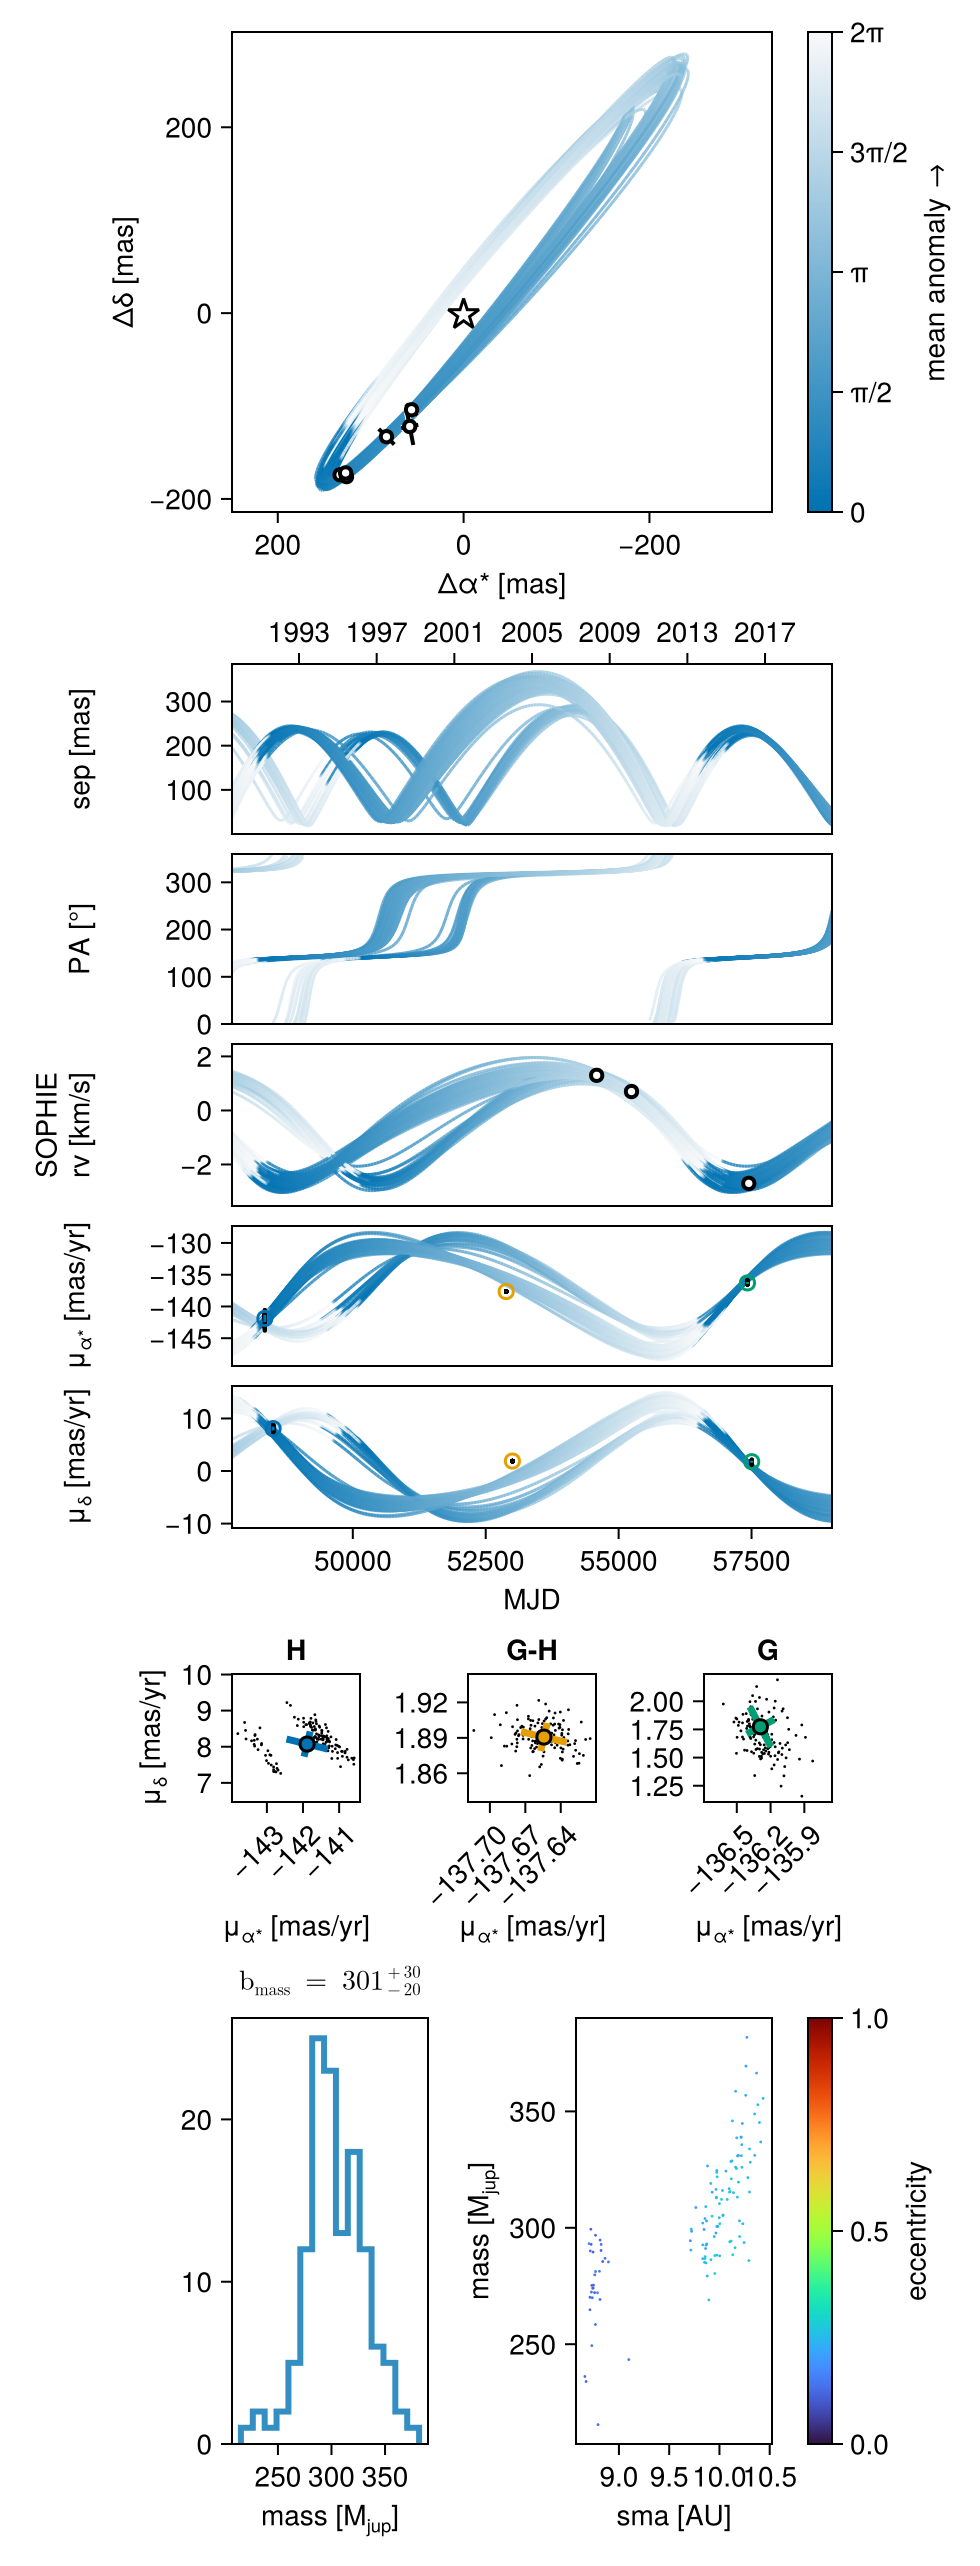 200
0
−200
Δδ [mas]
200
0
−200
Δα* [mas]
2π
3π/2
π
π/2
0
mean anomaly →
1993 1997 2001 2005 2009 2013 2017
300
200
100
sep [mas]
300
200
100
0
PA [°]
2
0
−2
SOPHIE
rv [km/s]
−130
−135
−140
−145
μα* [mas/yr]
10
0
−10
μδ [mas/yr]
50000 52500 55000 57500
MJD
H
G-H
G
10
9
8
7
μδ [mas/yr]
−143 −142 −141
μα* [mas/yr]
1.92
1.89
1.86
−137.70 −137.67 −137.64
μα* [mas/yr]
2.00
1.75
1.50
1.25
−136.5 −136.2 −135.9
μα* [mas/yr]
b_mass = 301 +30 −20
20
10
0
250 300 350
mass [Mjup]
350
300
250
mass [Mjup]
9.0 9.5 10.0 10.5
sma [AU]
1.0
0.5
0.0
eccentricity